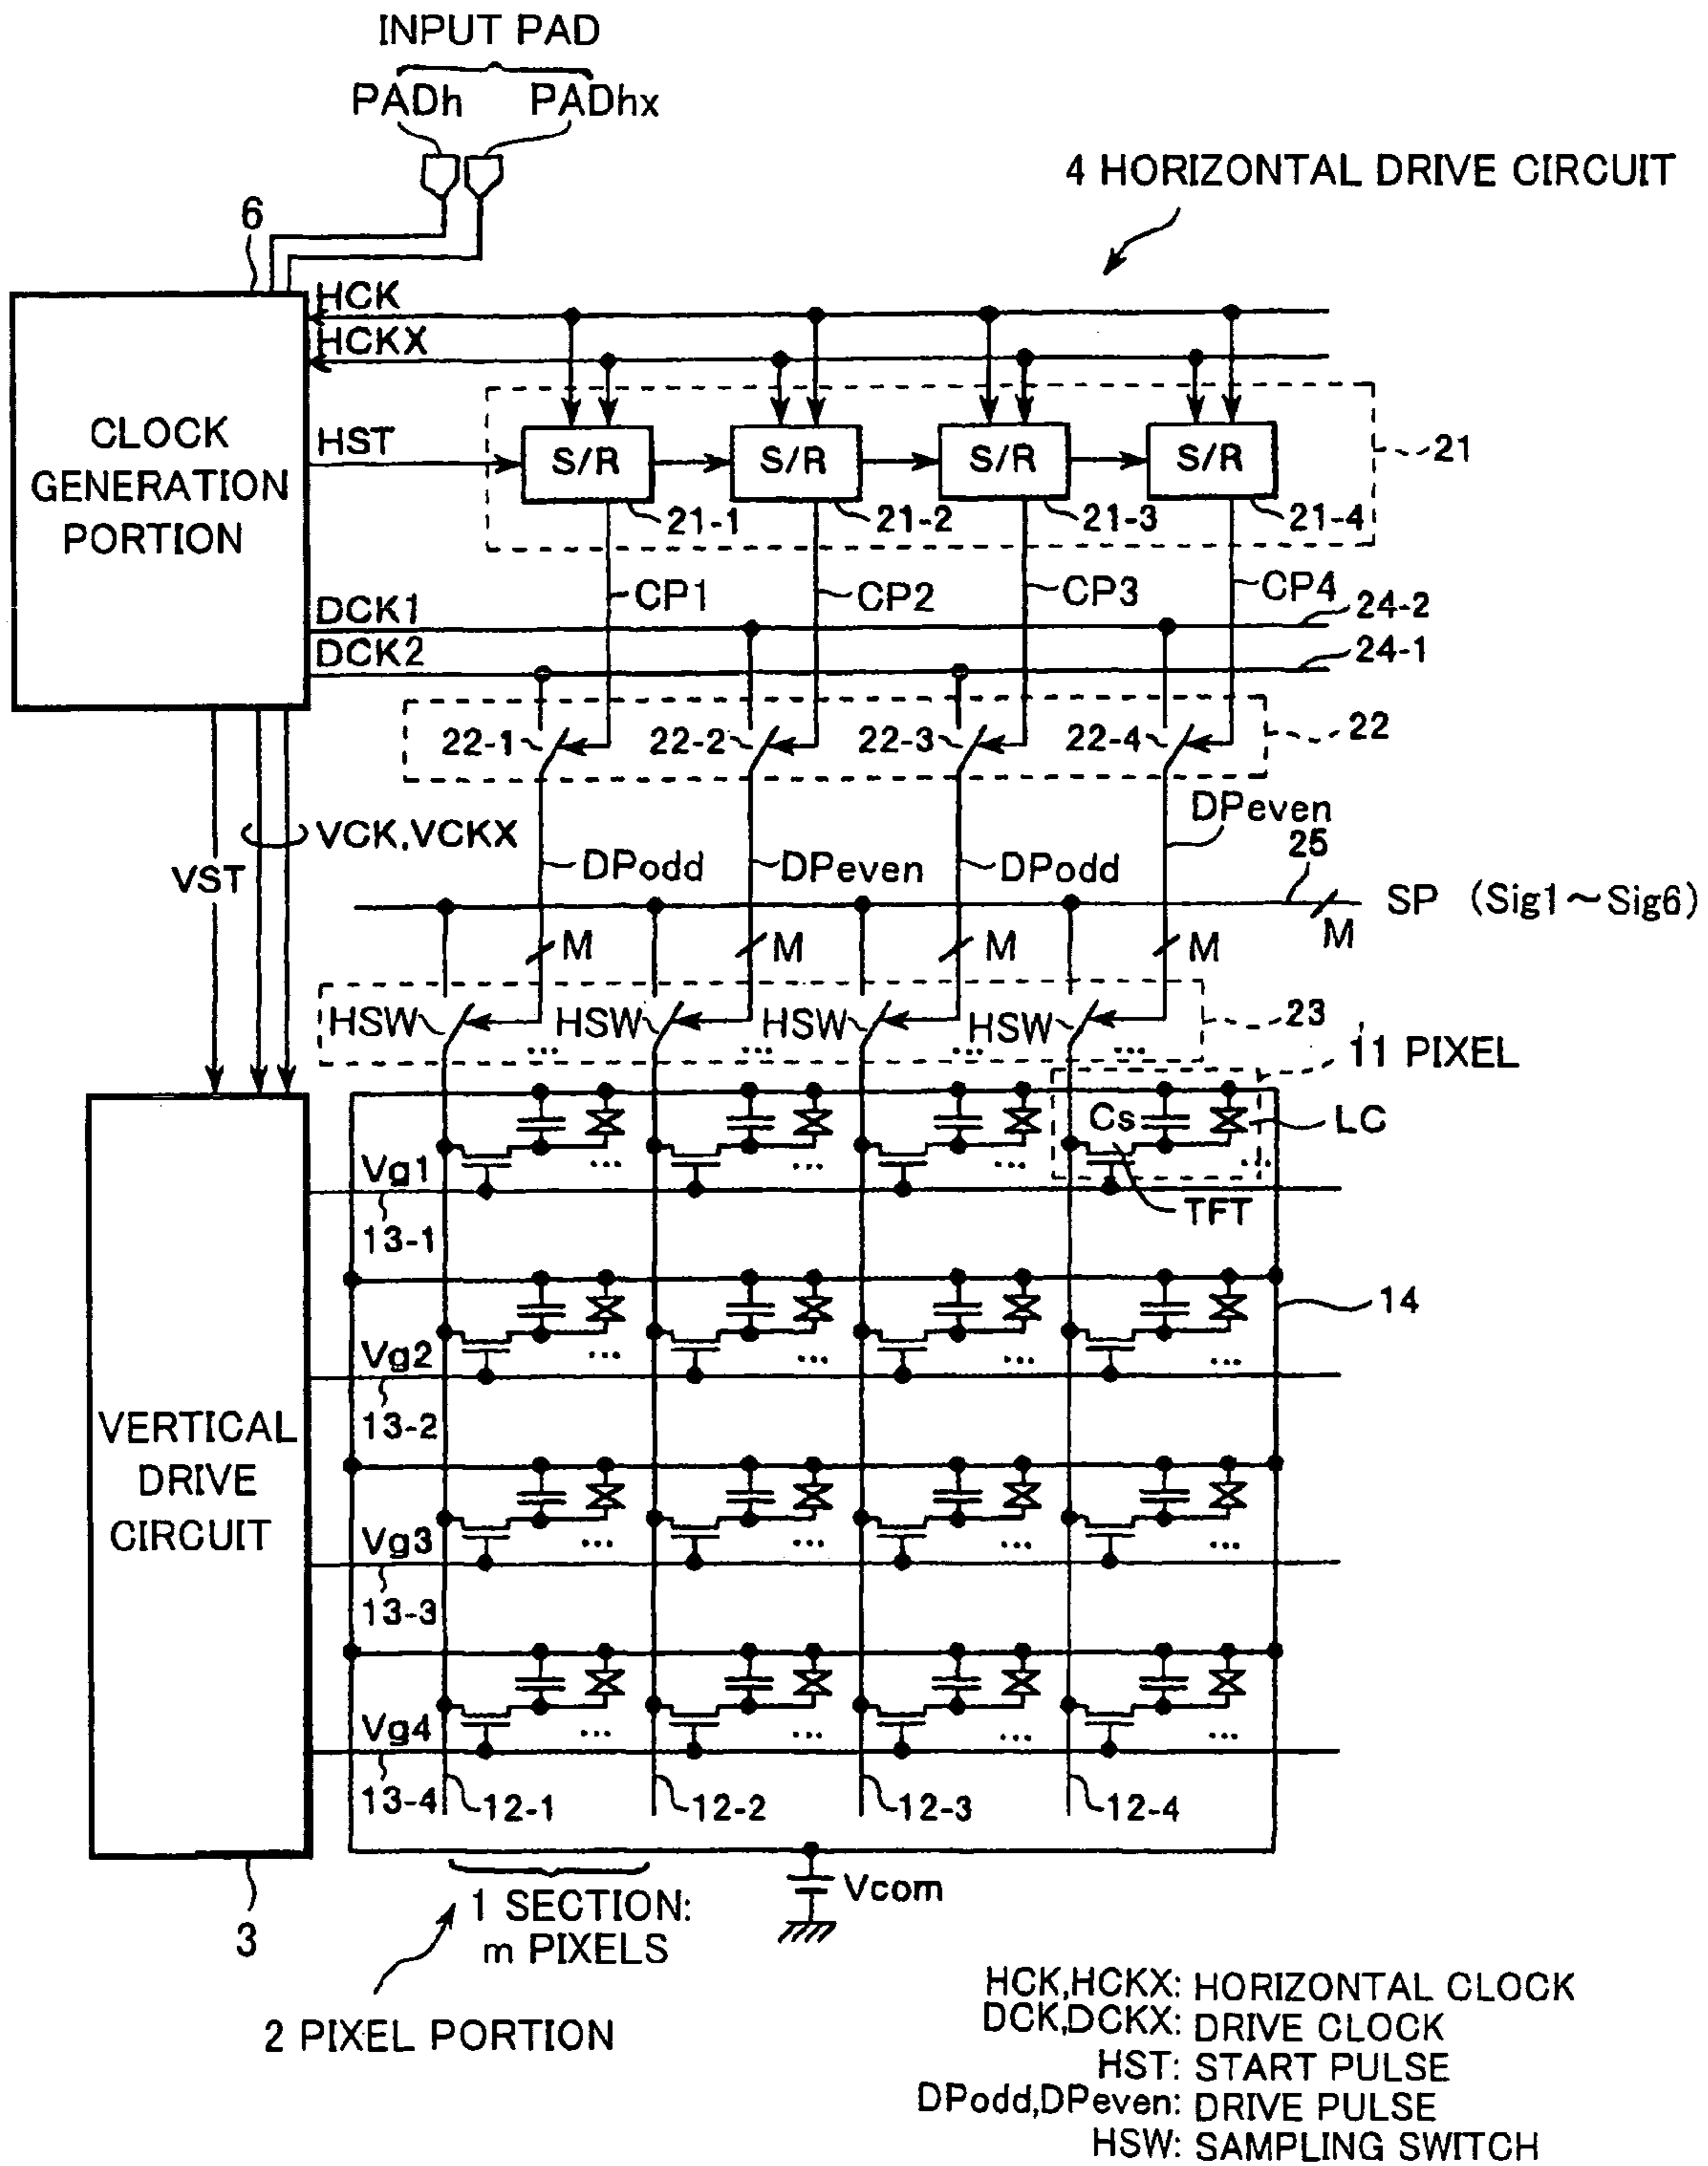 INPUT PAD
PADh PADhx
4 HORIZONTAL DRIVE CIRCUIT
6
HCK
HCKX
CLOCK
GENERATION
PORTION
HST
S/R S/R S/R S/R
21
21-1 21-2 21-3 21-4
CP1 CP2 CP3 CP4
DCK1
24-2
DCK2
24-1
22-1 22-2 22-3 22-4
22
VCK,VCKX
VST
DPodd DPeven DPodd DPeven
25
SP (Sig1~Sig6)
M M M M M
HSW HSW HSW HSW
23
... ... ... ...
11 PIXEL
Cs
LC
... ... ... ...
Vg1
TFT
13-1
14
Vg2
... ... ... ...
13-2
VERTICAL
DRIVE
CIRCUIT
Vg3
... ... ... ...
13-3
Vg4
... ... ... ...
13-4
12-1 12-2 12-3 12-4
3
Vcom
1 SECTION:
m PIXELS
2 PIXEL PORTION
HCK,HCKX: HORIZONTAL CLOCK
DCK,DCKX: DRIVE CLOCK
HST: START PULSE
DPodd,DPeven: DRIVE PULSE
HSW: SAMPLING SWITCH